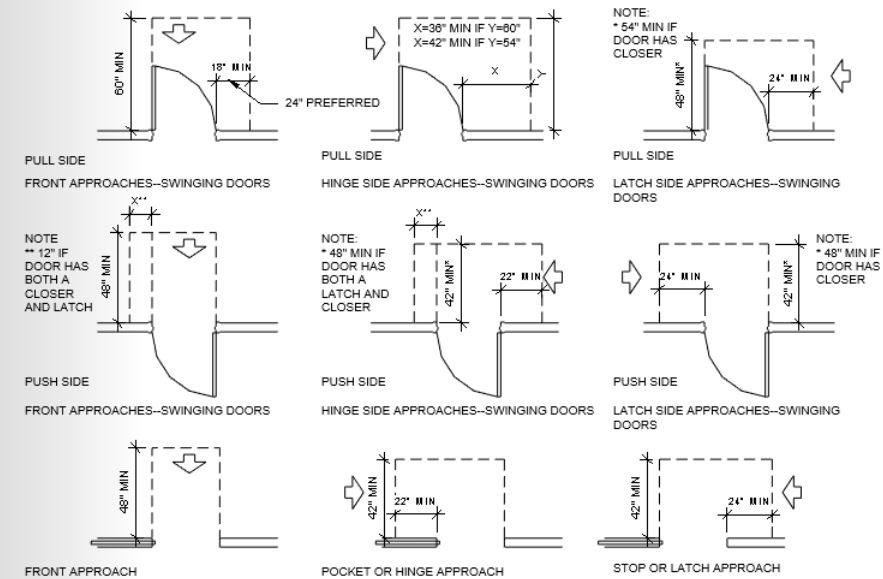 60" MIN
18" MIN
24" PREFERRED
PULL SIDE
FRONT APPROACHES--SWINGING DOORS
X=36" MIN IF Y=60"
X=42" MIN IF Y=54"
X
Y
PULL SIDE
HINGE SIDE APPROACHES--SWINGING DOORS
NOTE:
* 54" MIN IF
DOOR HAS
CLOSER
48" MIN*
24" MIN
PULL SIDE
LATCH SIDE APPROACHES--SWINGING
DOORS
X**
NOTE
** 12" IF
DOOR HAS
BOTH A
CLOSER
AND LATCH
48" MIN
PUSH SIDE
FRONT APPROACHES--SWINGING DOORS
X**
NOTE:
* 48" MIN IF
DOOR HAS
BOTH A
LATCH AND
CLOSER
42" MIN*
22" MIN
PUSH SIDE
HINGE SIDE APPROACHES--SWINGING DOORS
24" MIN
42" MIN*
NOTE:
* 48" MIN IF
DOOR HAS
CLOSER
PUSH SIDE
LATCH SIDE APPROACHES--SWINGING
DOORS
48" MIN
FRONT APPROACH
42" MIN
22" MIN
POCKET OR HINGE APPROACH
42" MIN
24" MIN
STOP OR LATCH APPROACH